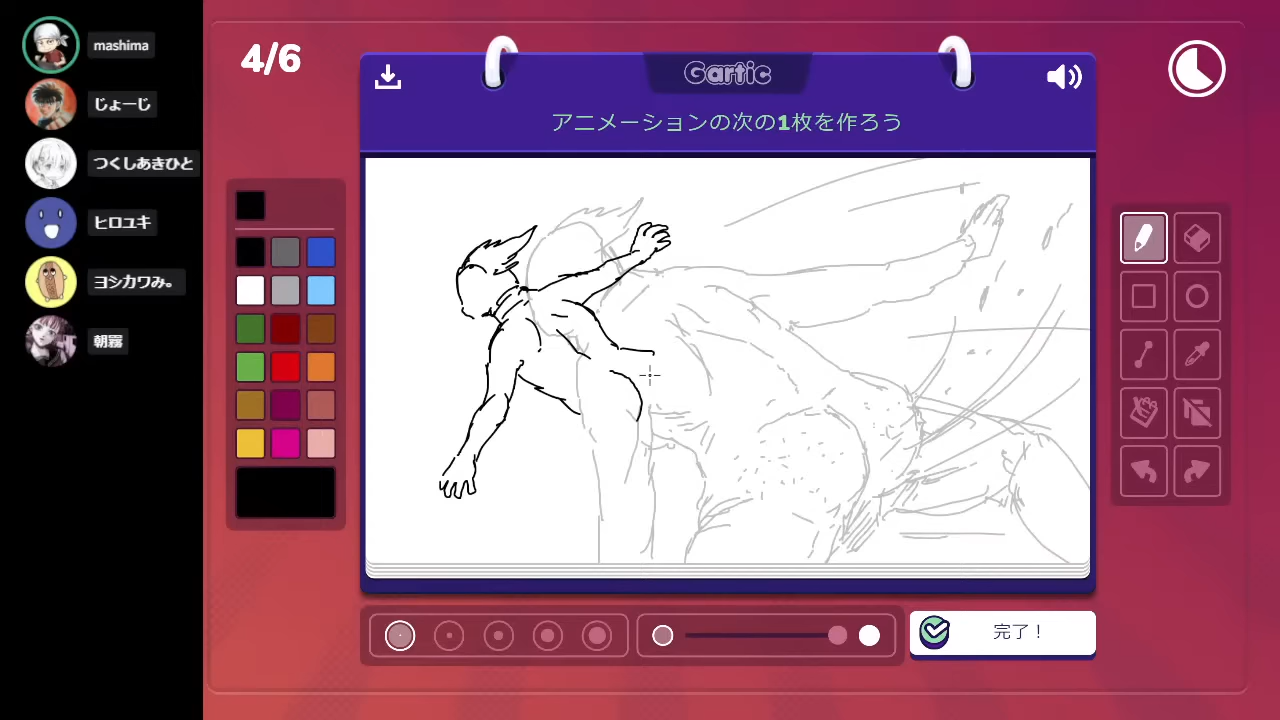 mashima
じょーじ
つくしあきひと
ヒロユキ
ヨシカワみ。
朝霧
4/6
Gartic
アニメーションの次の1枚を作ろう
完了！